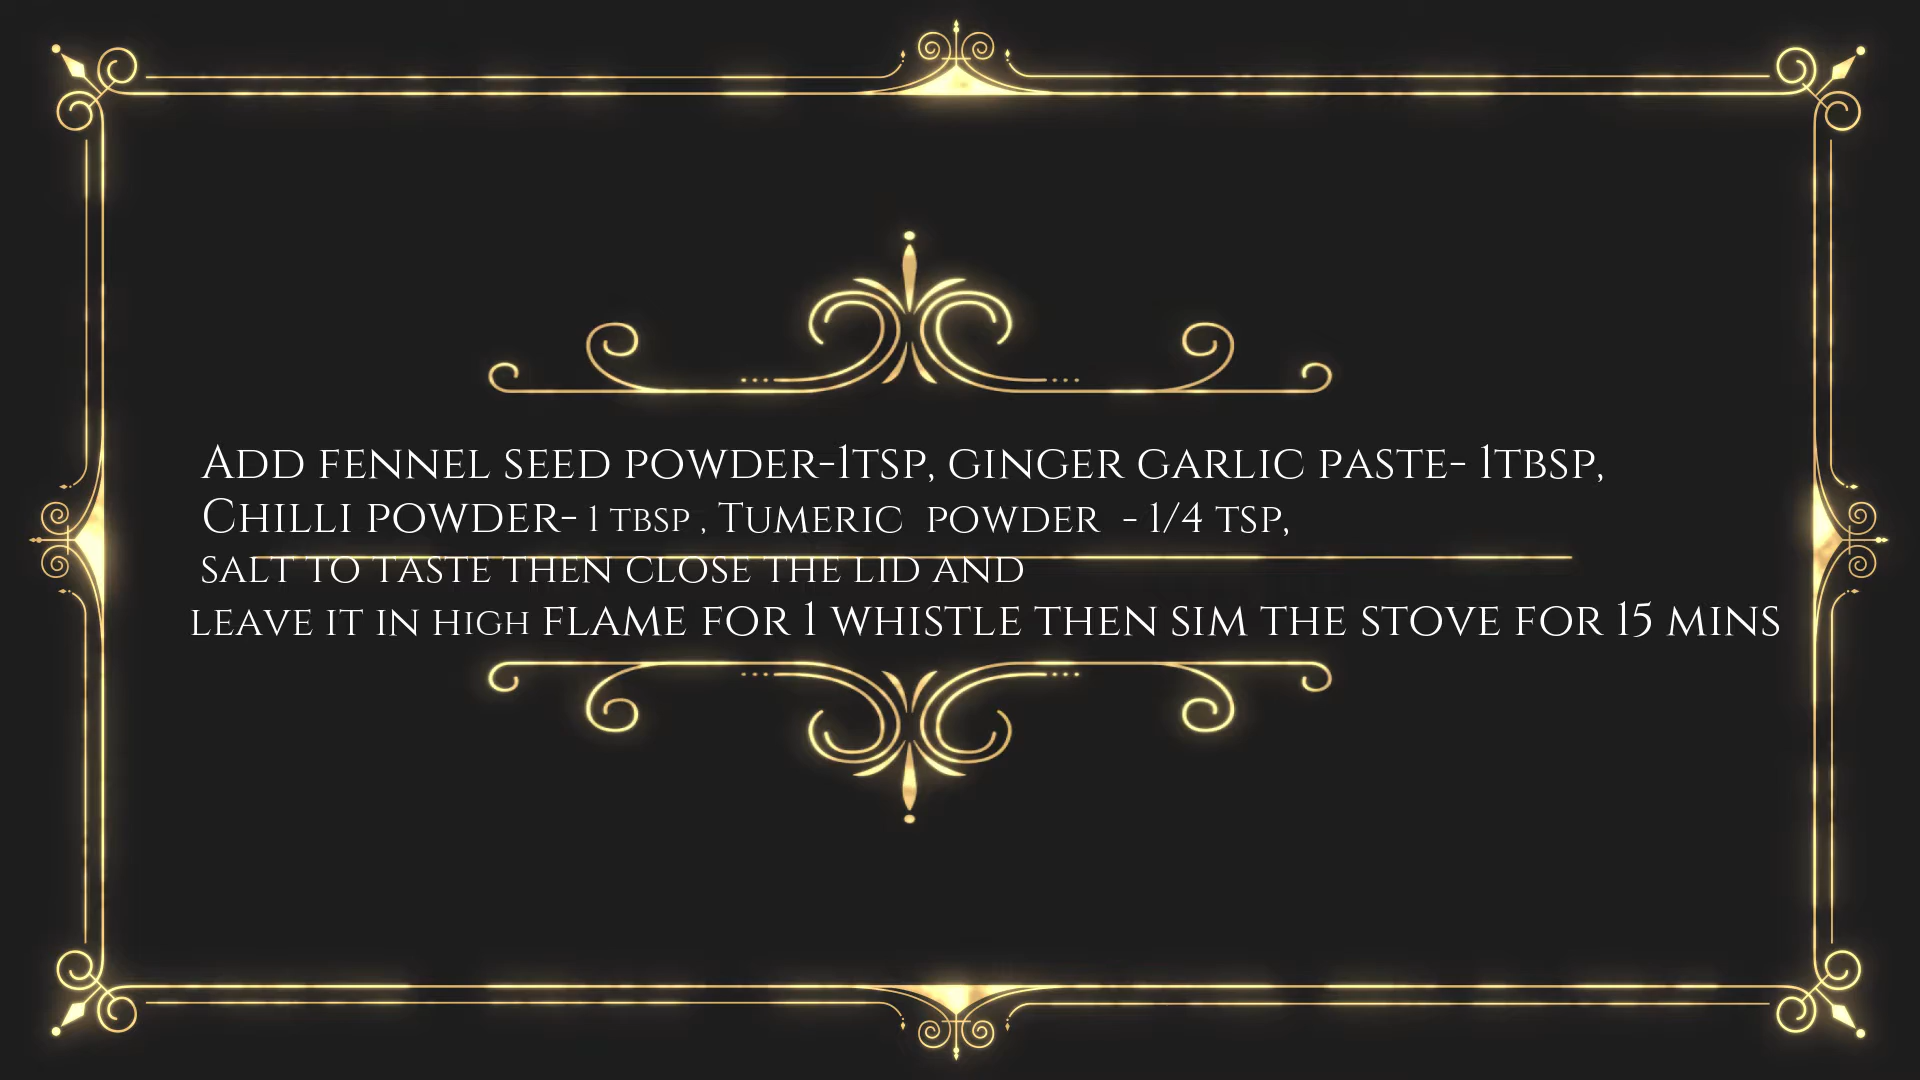 Add fennel seed powder-1tsp, ginger garlic paste- 1tbsp,
Chilli powder- 1 tbsp , Tumeric powder - 1/4 tsp,
salt to taste then close the lid and
leave it in High flame for 1 whistle then sim the stove for 15 mins